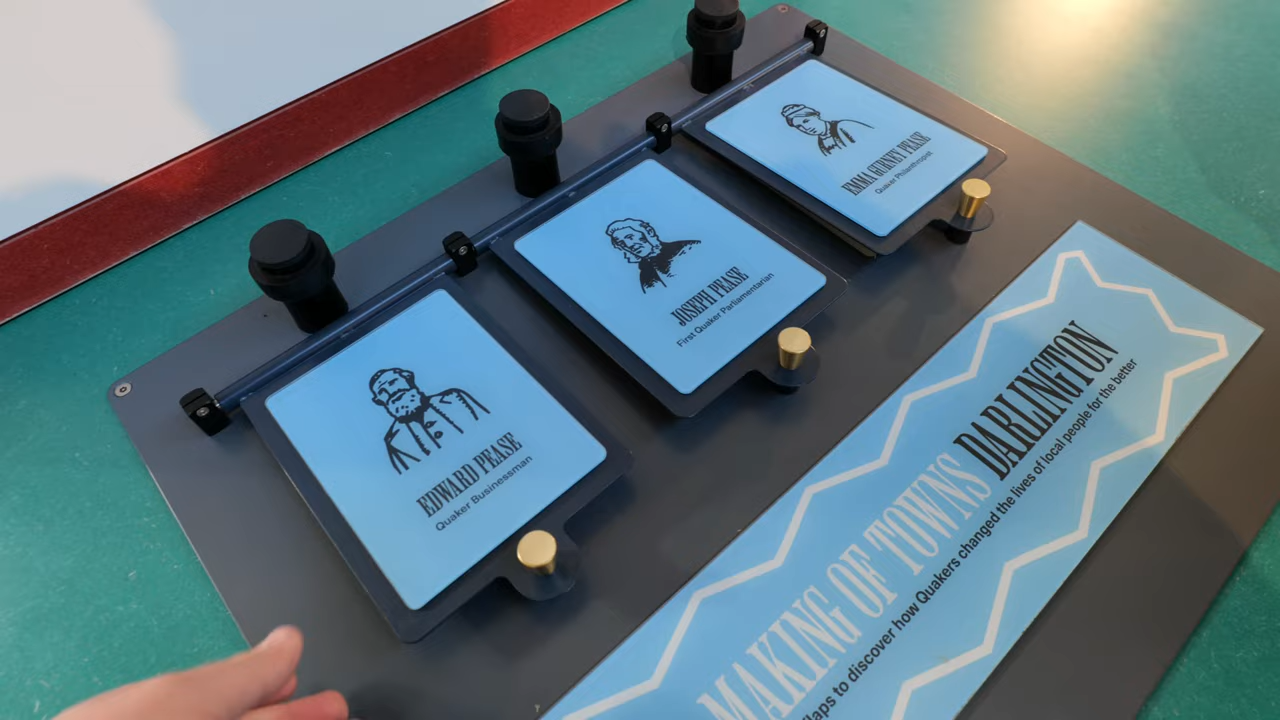 EDWARD PEASE
Quaker Businessman
JOSEPH PEASE
First Quaker Parliamentarian
EMMA GURNEY PEASE
Quaker Philanthropist
MAKING OF TOWNS DARLINGTON
flaps to discover how Quakers changed the lives of local people for the better